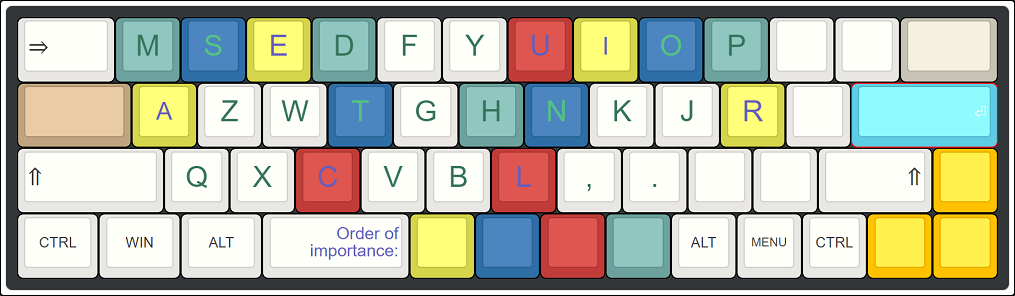 ⇒ M S E D F Y U I O P
A Z W T G H N K J R ⏎
⇑ Q X C V B L , . ⇑
CTRL WIN ALT Order of importance: ALT MENU CTRL